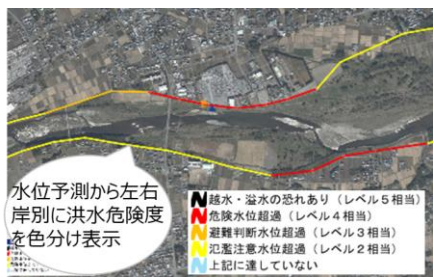 水位予測から左右
岸別に洪水危険度
を色分け表示
越水・溢水の恐れあり（レベル５相当）
危険水位超過（レベル４相当）
避難判断水位超過（レベル３相当）
氾濫注意水位超過（レベル２相当）
上記に達していない